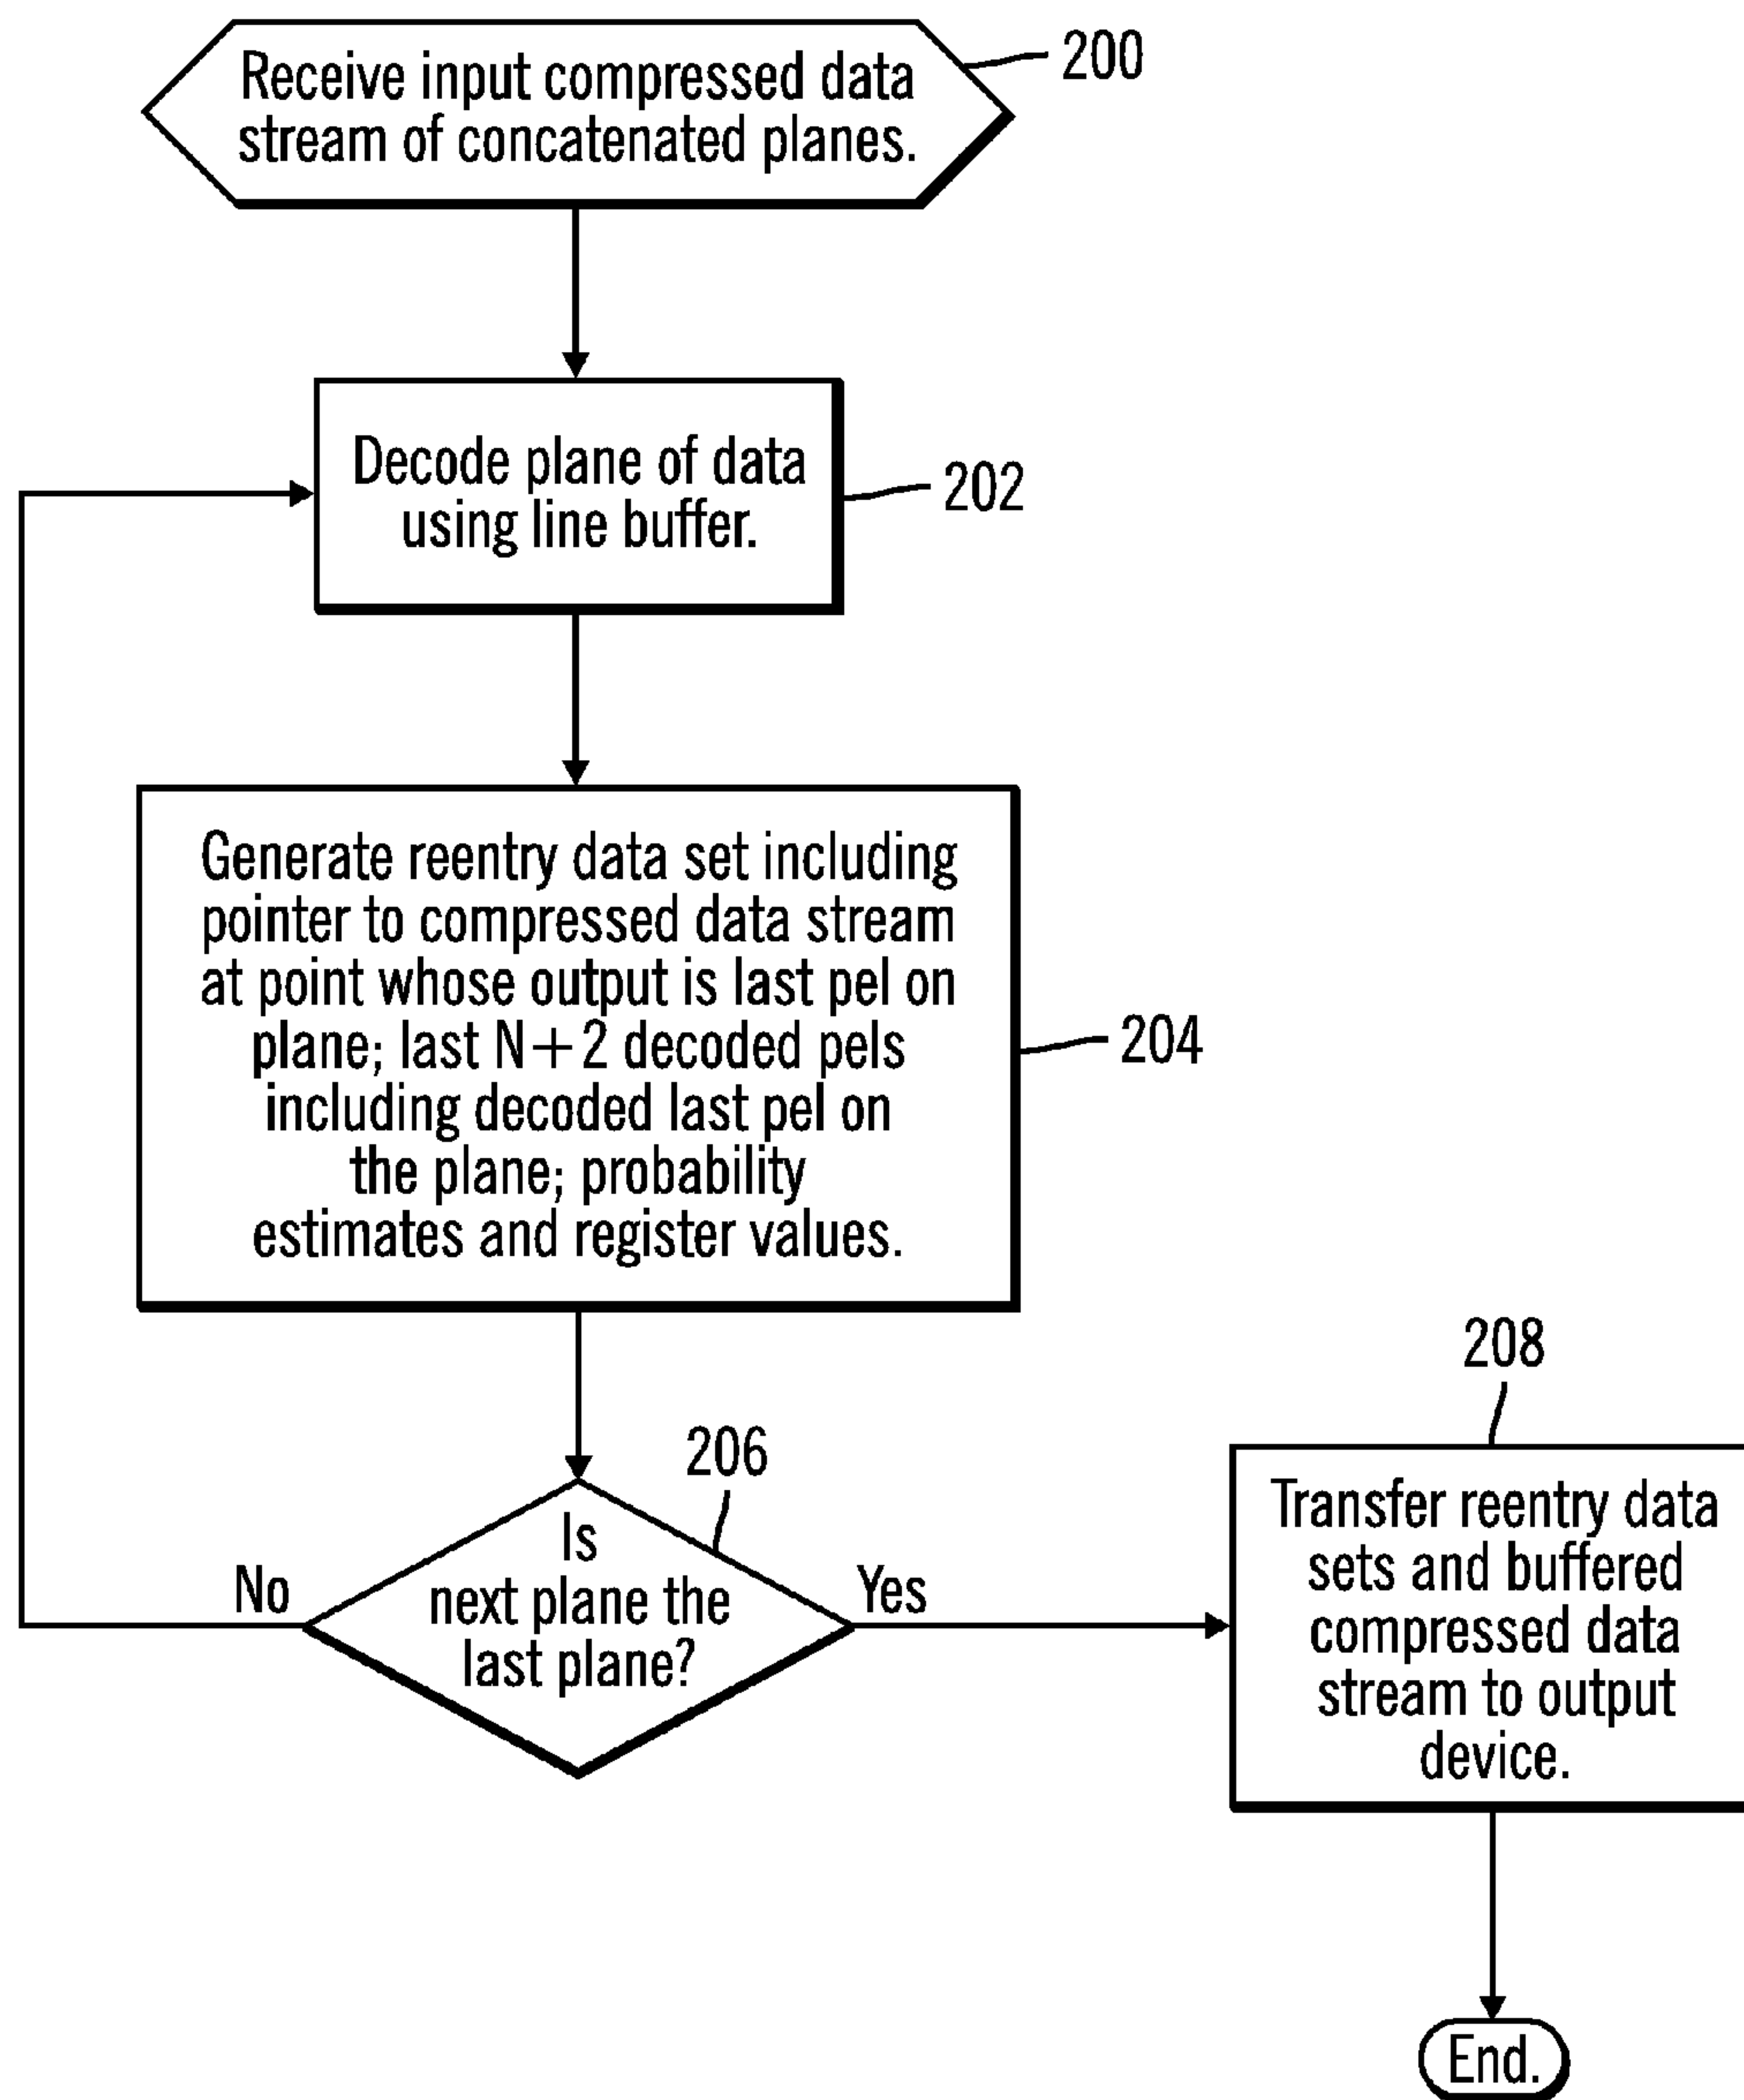 Receive input compressed data
stream of concatenated planes.
200
Decode plane of data
using line buffer.
202
Generate reentry data set including
pointer to compressed data stream
at point whose output is last pel on
plane; last N+2 decoded pels
including decoded last pel on
the plane; probability
estimates and register values.
204
206
Is
next plane the
last plane?
No
Yes
208
Transfer reentry data
sets and buffered
compressed data
stream to output
device.
End.